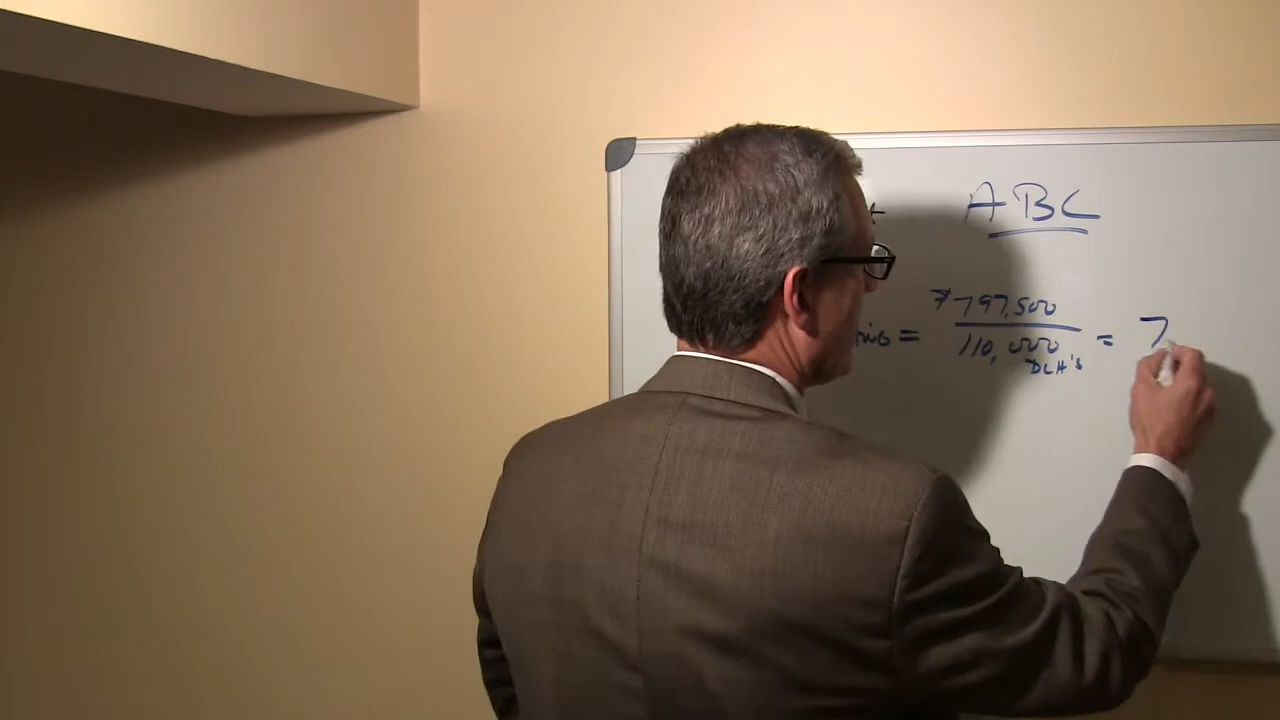 ABC
= $797,500 / 110,000 = 7
DLH's